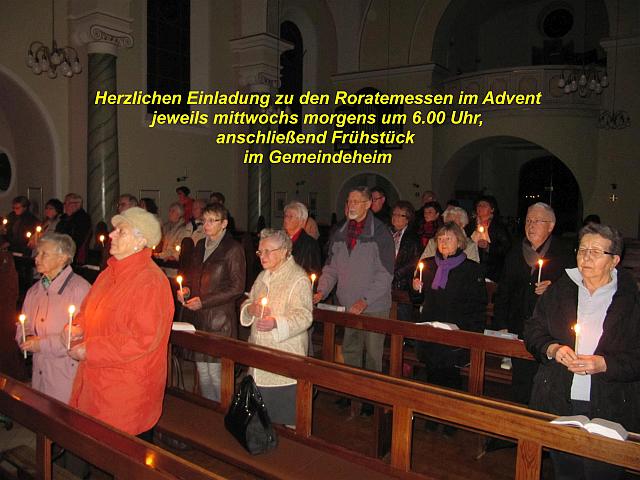 Herzlichen Einladung zu den Roratemessen im Advent
jeweils mittwochs morgens um 6.00 Uhr,
anschließend Frühstück
im Gemeindeheim